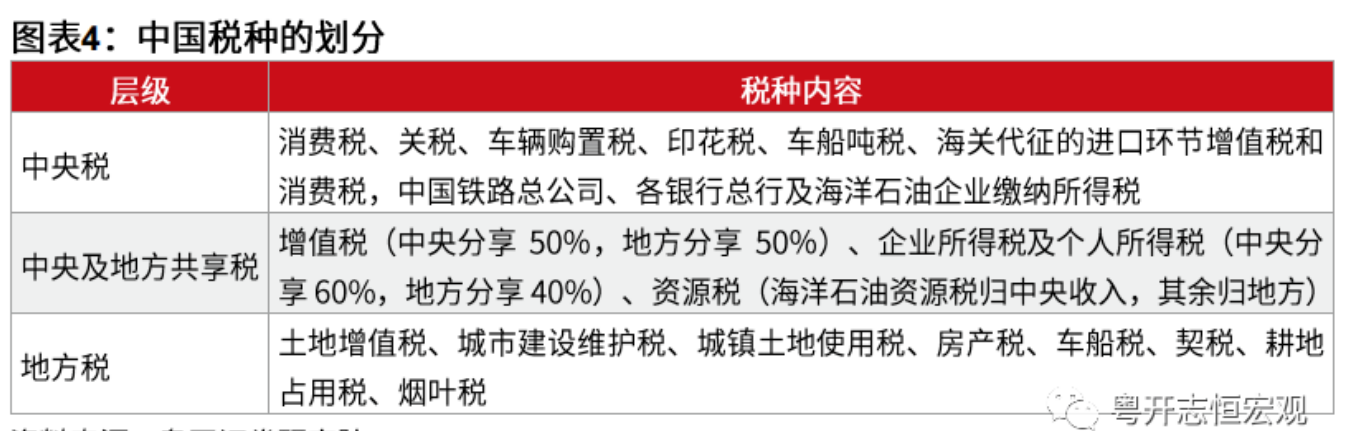 图表4：中国税种的划分
层级 税种内容
中央税
消费税、关税、车辆购置税、印花税、车船吨税、海关代征的进口环节增值税和
消费税，中国铁路总公司、各银行总行及海洋石油企业缴纳所得税
中央及地方共享税
增值税（中央分享 50%，地方分享 50%）、企业所得税及个人所得税（中央分
享 60%，地方分享 40%）、资源税（海洋石油资源税归中央收入，其余归地方）
地方税
土地增值税、城市建设维护税、城镇土地使用税、房产税、车船税、契税、耕地
占用税、烟叶税
粤开志恒宏观